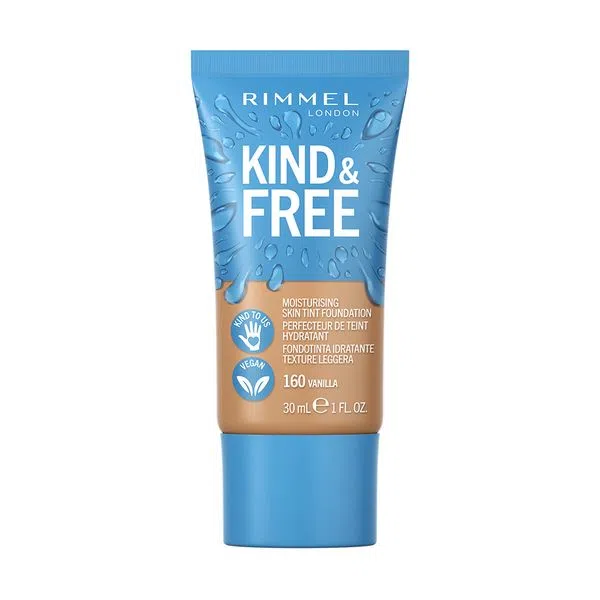 RIMMEL
LONDON
KIND &
FREE
MOISTURISING
SKIN TINT FOUNDATION
PERFECTEUR DE TEINT
HYDRATANT
FONDOTINTA IDRATANTE
TEXTURE LEGGERA
KIND TO US
VEGAN
160 VANILLA
30 mL e 1 FL. OZ.